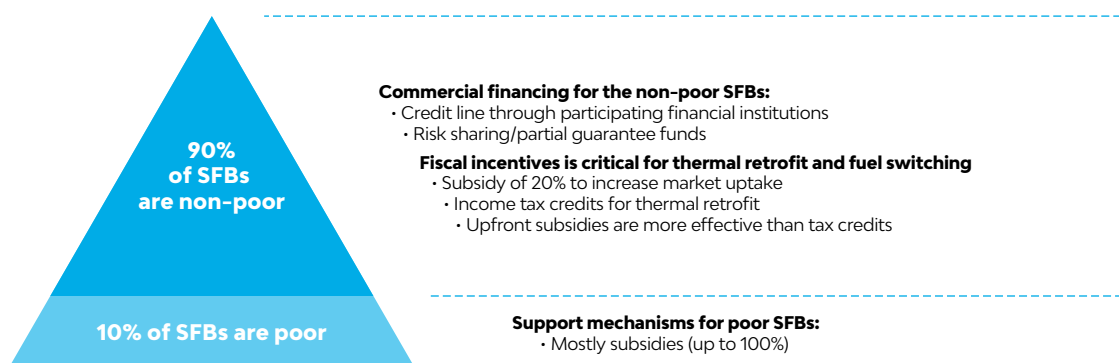 90%
of SFBs
are non-poor
Commercial financing for the non-poor SFBs:
• Credit line through participating financial institutions
• Risk sharing/partial guarantee funds
Fiscal incentives is critical for thermal retrofit and fuel switching
• Subsidy of 20% to increase market uptake
• Income tax credits for thermal retrofit
• Upfront subsidies are more effective than tax credits
10% of SFBs are poor
Support mechanisms for poor SFBs:
• Mostly subsidies (up to 100%)